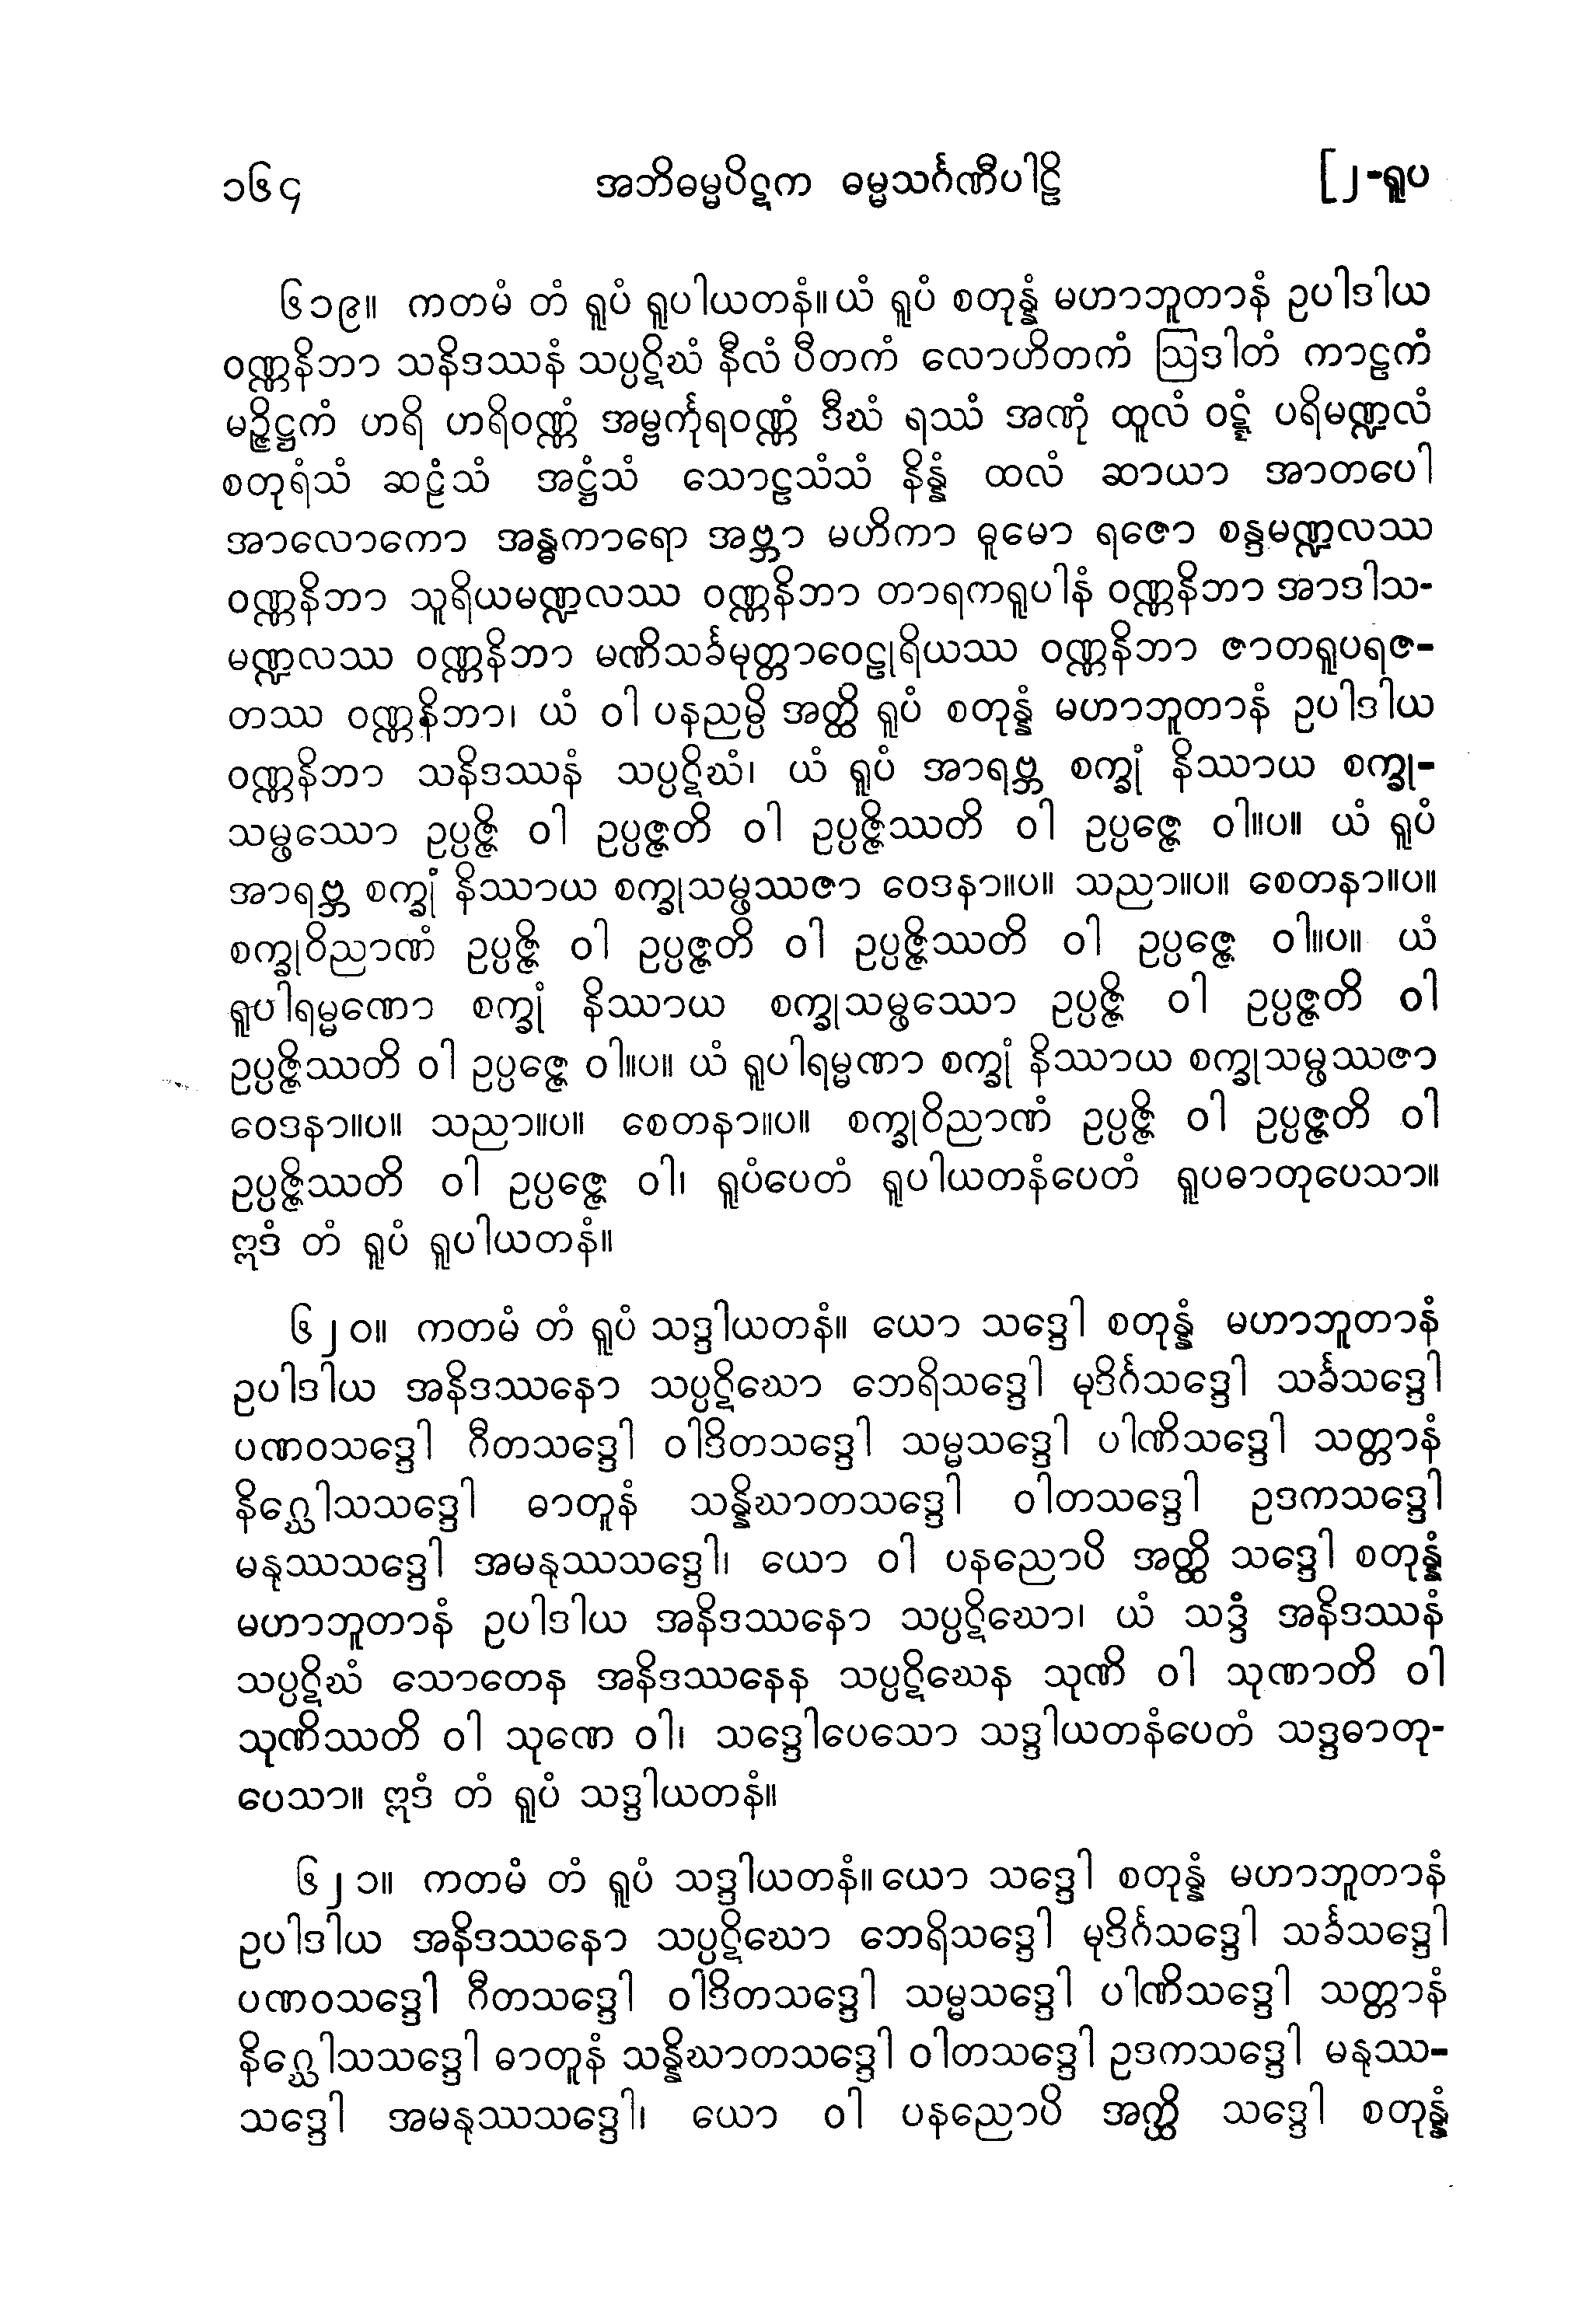 ၁၆၄ အဘိဓမ္မပိဋက ဓမ္မသင်္ဂဏီပါဠိ [၂-ရူပ
၆၁၉။ ကတမံ တံ ရူပံ ရူပါယတနံ။ ယံ ရူပံ စတုန္နံ မဟာဘူတာနံ ဥပါဒါယ
ဝဏ္ဏနိဘာ သနိဒဿနံ သပ္ပဋိဃံ နီလံ ပီတကံ လောဟိတကံ ဩဒါတံ ကာဠကံ
မဉ္ဇိဋ္ဌကံ ဟရိ ဟရိဝဏ္ဏံ အမ္ဗင်္ကုရဝဏ္ဏံ ဒီဃံ ရဿံ အဏုံ ထူလံ ဝဋ္ဋံ ပရိမဏ္ဍလံ
စတုရံသံ ဆဠံသံ အဋ္ဌံသံ သောဠသံသံ နိန္နံ ထလံ ဆာယာ အာတပေါ
အာလောကော အန္ဓကာရော အဗ္ဘာ မဟိကာ ဓူမော ရဇော စန္ဒမဏ္ဍလဿ
ဝဏ္ဏနိဘာ သူရိယမဏ္ဍလဿ ဝဏ္ဏနိဘာ တာရကရူပါနံ ဝဏ္ဏနိဘာ အာဒါသ-
မဏ္ဍလဿ ဝဏ္ဏနိဘာ မဏိသင်္ခမုတ္တာဝေဠုရိယဿ ဝဏ္ဏနိဘာ ဇာတရူပရဇ-
တဿ ဝဏ္ဏနိဘာ၊ ယံ ဝါ ပနညမ္ပိ အတ္ထိ ရူပံ စတုန္နံ မဟာဘူတာနံ ဥပါဒါယ
ဝဏ္ဏနိဘာ သနိဒဿနံ သပ္ပဋိဃံ၊ ယံ ရူပံ အာရဗ္ဘ စက္ခုံ နိဿာယ စက္ခု-
သမ္ဖဿော ဥပ္ပဇ္ဇိ ဝါ ဥပ္ပဇ္ဇတိ ဝါ ဥပ္ပဇ္ဇိဿတိ ဝါ ဥပ္ပဇ္ဇေ ဝါ။ပ။ ယံ ရူပံ
အာရဗ္ဘ စက္ခုံ နိဿာယ စက္ခုသမ္ဖဿဇာ ဝေဒနာ။ပ။ သညာ။ပ။ စေတနာ။ပ။
စက္ခုဝိညာဏံ ဥပ္ပဇ္ဇိ ဝါ ဥပ္ပဇ္ဇတိ ဝါ ဥပ္ပဇ္ဇိဿတိ ဝါ ဥပ္ပဇ္ဇေ ဝါ။ပ။ ယံ
ရူပါရမ္မဏော စက္ခုံ နိဿာယ စက္ခုသမ္ဖဿော ဥပ္ပဇ္ဇိ ဝါ ဥပ္ပဇ္ဇတိ ဝါ
ဥပ္ပဇ္ဇိဿတိ ဝါ ဥပ္ပဇ္ဇေ ဝါ။ပ။ ယံ ရူပါရမ္မဏာ စက္ခုံ နိဿာယ စက္ခုသမ္ဖဿဇာ
ဝေဒနာ။ပ။ သညာ။ပ။ စေတနာ။ပ။ စက္ခုဝိညာဏံ ဥပ္ပဇ္ဇိ ဝါ ဥပ္ပဇ္ဇတိ ဝါ
ဥပ္ပဇ္ဇိဿတိ ဝါ ဥပ္ပဇ္ဇေ ဝါ၊ ရူပံပေတံ ရူပါယတနံပေတံ ရူပဓာတုပေသာ။
ဣဒံ တံ ရူပံ ရူပါယတနံ။
၆၂၀။ ကတမံ တံ ရူပံ သဒ္ဒါယတနံ။ ယော သဒ္ဒေါ စတုန္နံ မဟာဘူတာနံ
ဥပါဒါယ အနိဒဿနော သပ္ပဋိဃော ဘေရိသဒ္ဒေါ မုဒိင်္ဂသဒ္ဒေါ သင်္ခသဒ္ဒေါ
ပဏဝသဒ္ဒေါ ဂီတသဒ္ဒေါ ဝါဒိတသဒ္ဒေါ သမ္မသဒ္ဒေါ ပါဏိသဒ္ဒေါ သတ္တာနံ
နိဂ္ဃေါသသဒ္ဒေါ ဓာတူနံ သန္နိဃာတသဒ္ဒေါ ဝါတသဒ္ဒေါ ဥဒကသဒ္ဒေါ
မနုဿသဒ္ဒေါ အမနုဿသဒ္ဒေါ၊ ယော ဝါ ပနညောပိ အတ္ထိ သဒ္ဒေါ စတုန္နံ
မဟာဘူတာနံ ဥပါဒါယ အနိဒဿနော သပ္ပဋိဃော၊ ယံ သဒ္ဒံ အနိဒဿနံ
သပ္ပဋိဃံ သောတေန အနိဒဿနေန သပ္ပဋိဃေန သုဏိ ဝါ သုဏာတိ ဝါ
သုဏိဿတိ ဝါ သုဏေ ဝါ၊ သဒ္ဒေါပေသော သဒ္ဒါယတနံပေတံ သဒ္ဒဓာတု-
ပေသာ။ ဣဒံ တံ ရူပံ သဒ္ဒါယတနံ။
၆၂၁။ ကတမံ တံ ရူပံ သဒ္ဒါယတနံ။ ယော သဒ္ဒေါ စတုန္နံ မဟာဘူတာနံ
ဥပါဒါယ အနိဒဿနော သပ္ပဋိဃော ဘေရိသဒ္ဒေါ မုဒိင်္ဂသဒ္ဒေါ သင်္ခသဒ္ဒေါ
ပဏဝသဒ္ဒေါ ဂီတသဒ္ဒေါ ဝါဒိတသဒ္ဒေါ သမ္မသဒ္ဒေါ ပါဏိသဒ္ဒေါ သတ္တာနံ
နိဂ္ဃေါသသဒ္ဒေါ ဓာတူနံ သန္နိဃာတသဒ္ဒေါ ဝါတသဒ္ဒေါ ဥဒကသဒ္ဒေါ မနုဿ-
သဒ္ဒေါ အမနုဿသဒ္ဒေါ၊ ယော ဝါ ပနညောပိ အတ္ထိ သဒ္ဒေါ စတုန္နံ